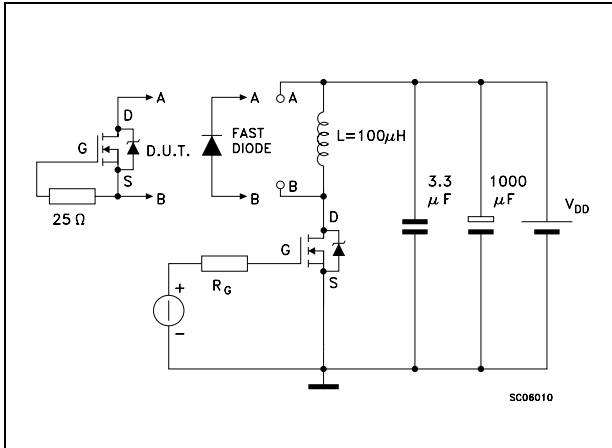 A
A
A
D
G
D.U.T.
S
B
25 Ω
FAST
DIODE
B
L=100μH
B
D
G
S
3.3
μF
1000
μF
VDD
RG
+
−
SC06010